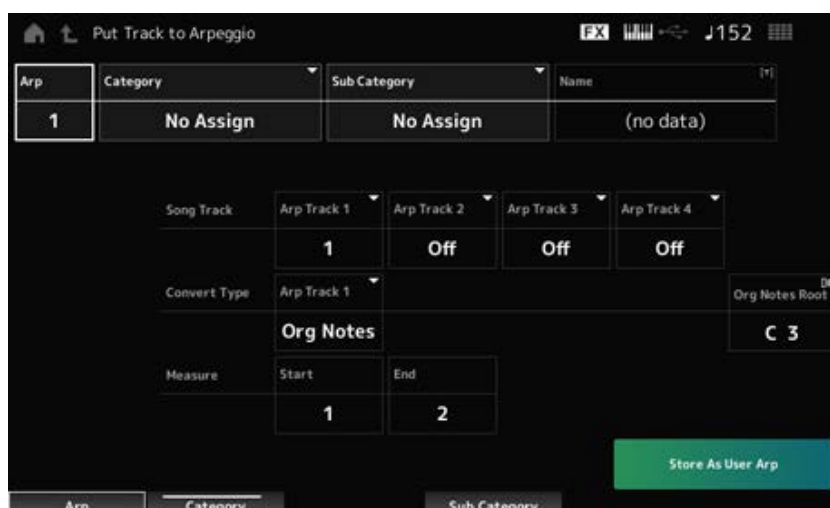 Put Track to Arpeggio FX ♩152
Arp Category Sub Category Name [T]
1 No Assign No Assign (no data)
Song Track Arp Track 1 Arp Track 2 Arp Track 3 Arp Track 4
1 Off Off Off
Convert Type Arp Track 1 Org Notes Root
Org Notes C 3
Measure Start End
1 2
Store As User Arp
Arp Category Sub Category